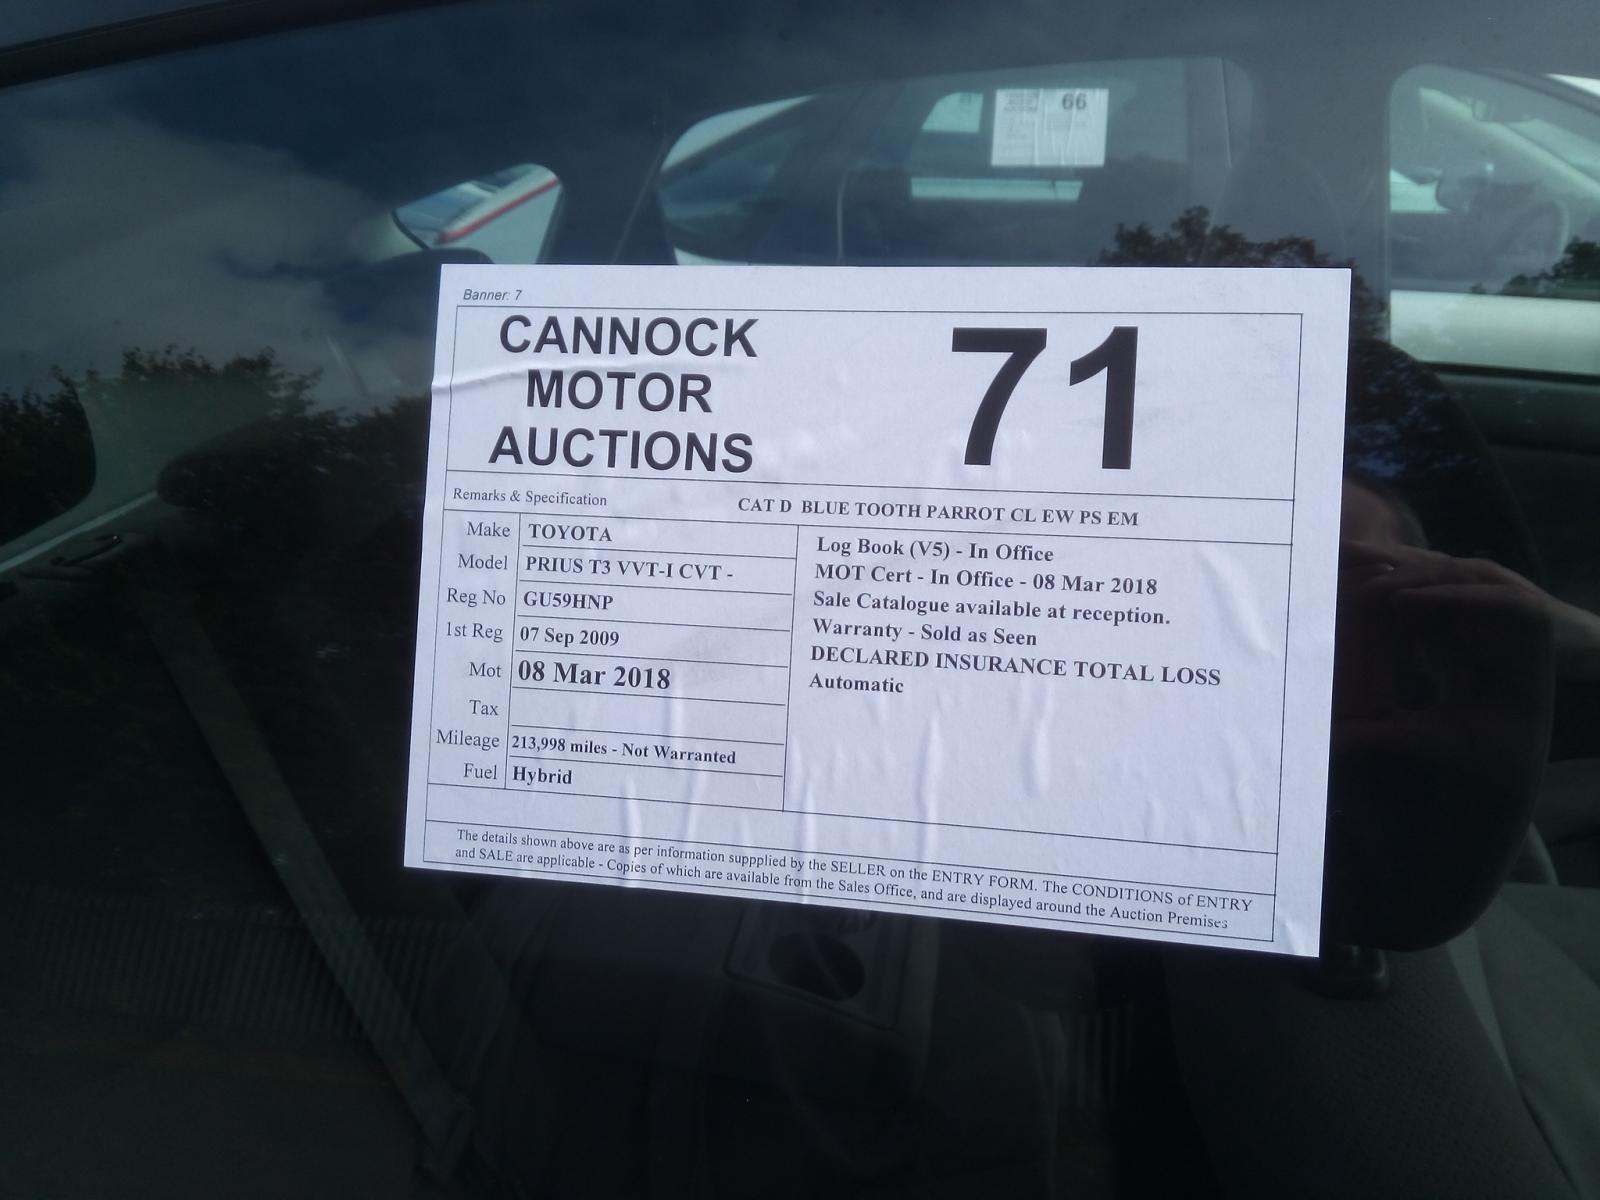 66
Banner: 7
CANNOCK
MOTOR
AUCTIONS
71
Remarks & Specification
CAT D BLUE TOOTH PARROT CL EW PS EM
Make TOYOTA
Model PRIUS T3 VVT-I CVT -
Reg No GU59HNP
1st Reg 07 Sep 2009
Mot 08 Mar 2018
Tax
Mileage 213,998 miles - Not Warranted
Fuel Hybrid
Log Book (V5) - In Office
MOT Cert - In Office - 08 Mar 2018
Sale Catalogue available at reception.
Warranty - Sold as Seen
DECLARED INSURANCE TOTAL LOSS
Automatic
The details shown above are as per information suppplied by the SELLER on the ENTRY FORM. The CONDITIONS of ENTRY
and SALE are applicable - Copies of which are available from the Sales Office, and are displayed around the Auction Premises